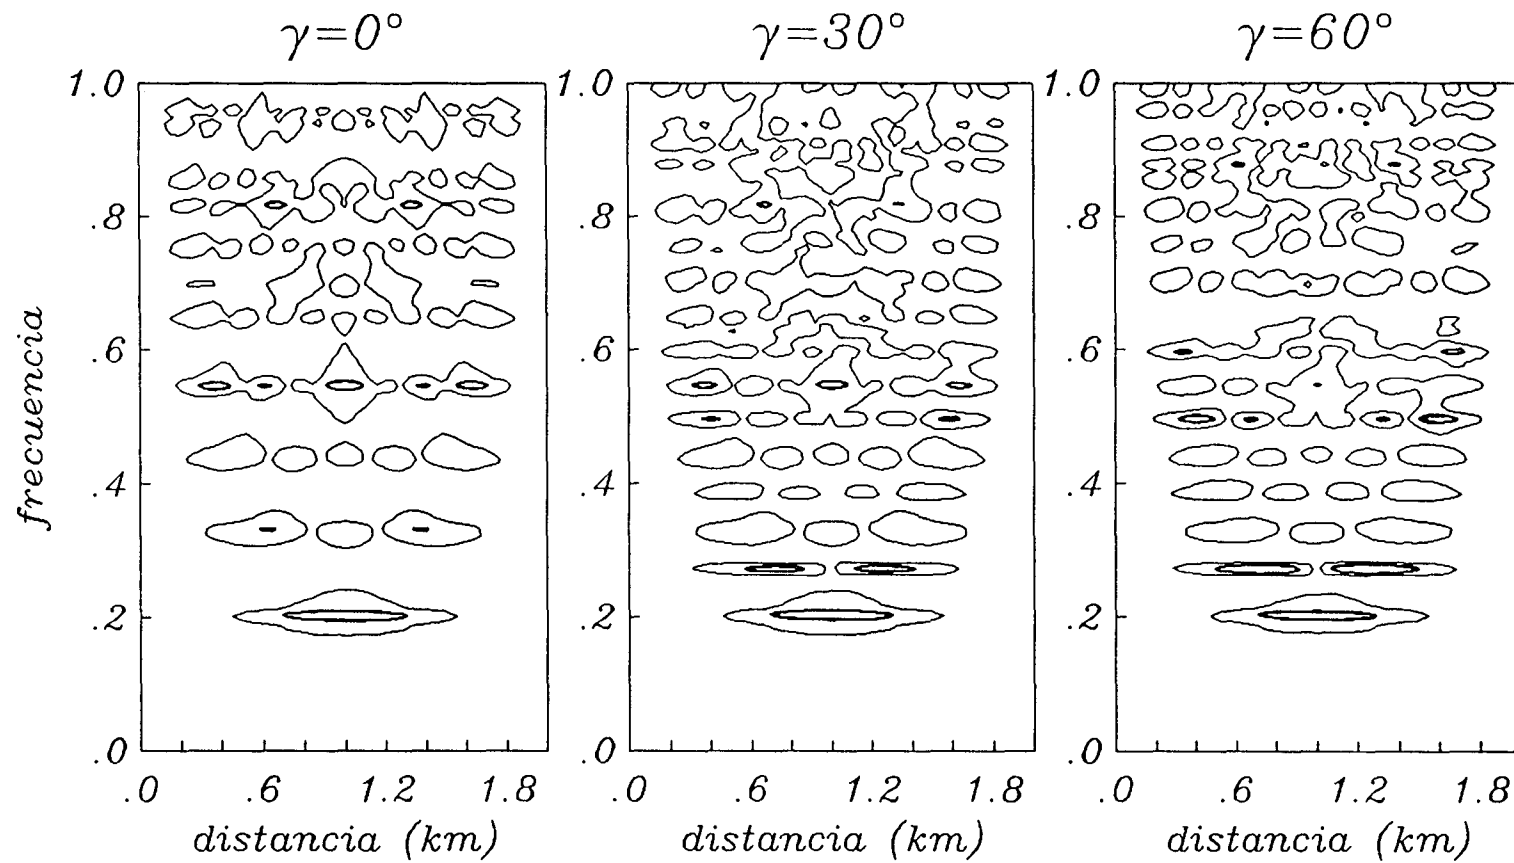 γ=0° γ=30° γ=60°
1.0 1.0 1.0
.8 .8 .8
.6 .6 .6
.4 .4 .4
.2 .2 .2
.0 .0 .0
frecuencia
.0 .6 1.2 1.8 .0 .6 1.2 1.8 .0 .6 1.2 1.8
distancia (km) distancia (km) distancia (km)